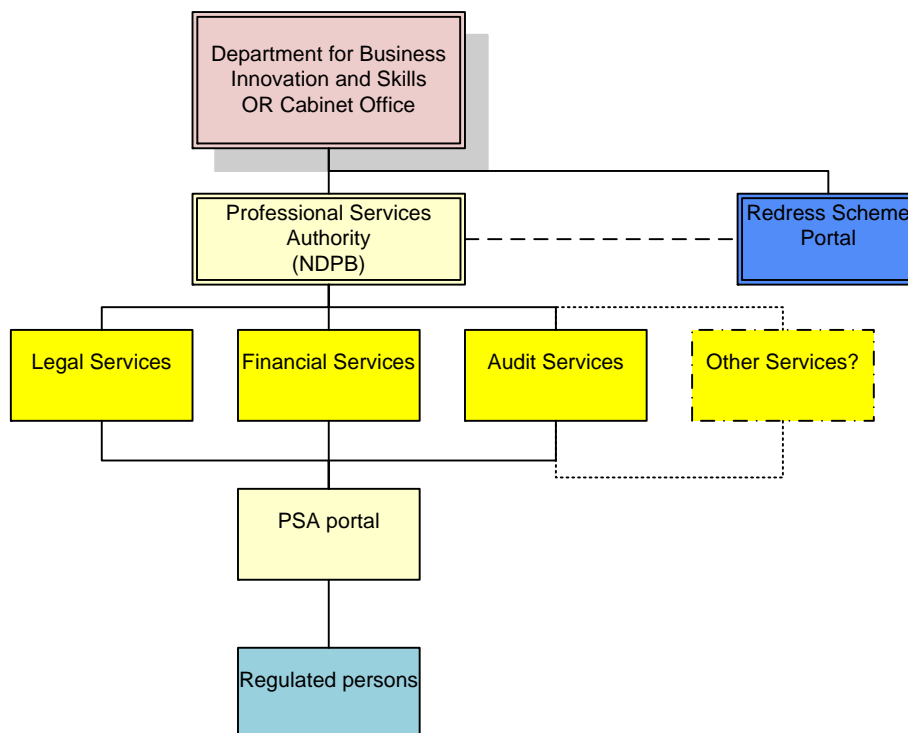 Department for Business
Innovation and Skills
OR Cabinet Office
Professional Services
Authority
(NDPB)
Redress Scheme
Portal
Legal Services
Financial Services
Audit Services
Other Services?
PSA portal
Regulated persons